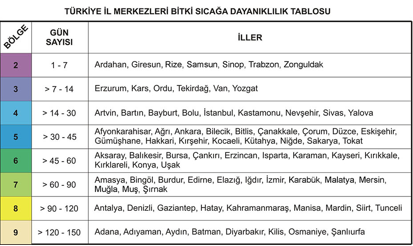 TÜRKİYE İL MERKEZLERİ BİTKİ SICAĞA DAYANIKLILIK TABLOSU
BÖLGE GÜN SAYISI İLLER
2 1 - 7 Ardahan, Giresun, Rize, Samsun, Sinop, Trabzon, Zonguldak
3 > 7 - 14 Erzurum, Kars, Ordu, Tekirdağ, Van, Yozgat
4 > 14 - 30 Artvin, Bartın, Bayburt, Bolu, İstanbul, Kastamonu, Nevşehir, Sivas, Yalova
5 > 30 - 45 Afyonkarahisar, Ağrı, Ankara, Bilecik, Bitlis, Çanakkale, Çorum, Düzce, Eskişehir,
Gümüşhane, Hakkari, Kırşehir, Kocaeli, Kütahya, Niğde, Sakarya, Tokat
6 > 45 - 60 Aksaray, Balıkesir, Bursa, Çankırı, Erzincan, Isparta, Karaman, Kayseri, Kırıkkale,
Kırklareli, Konya, Uşak
7 > 60 - 90 Amasya, Bingöl, Burdur, Edirne, Elazığ, Iğdır, İzmir, Karabük, Malatya, Mersin,
Muğla, Muş, Şırnak
8 > 90 - 120 Antalya, Denizli, Gaziantep, Hatay, Kahramanmaraş, Manisa, Mardin, Siirt, Tunceli
9 > 120 - 150 Adana, Adıyaman, Aydın, Batman, Diyarbakır, Kilis, Osmaniye, Şanlıurfa